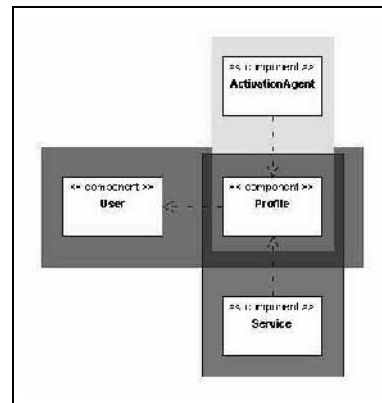 << component >>
ActivationAgent
<< component >>
User
<< component >>
Profile
<< component >>
Service